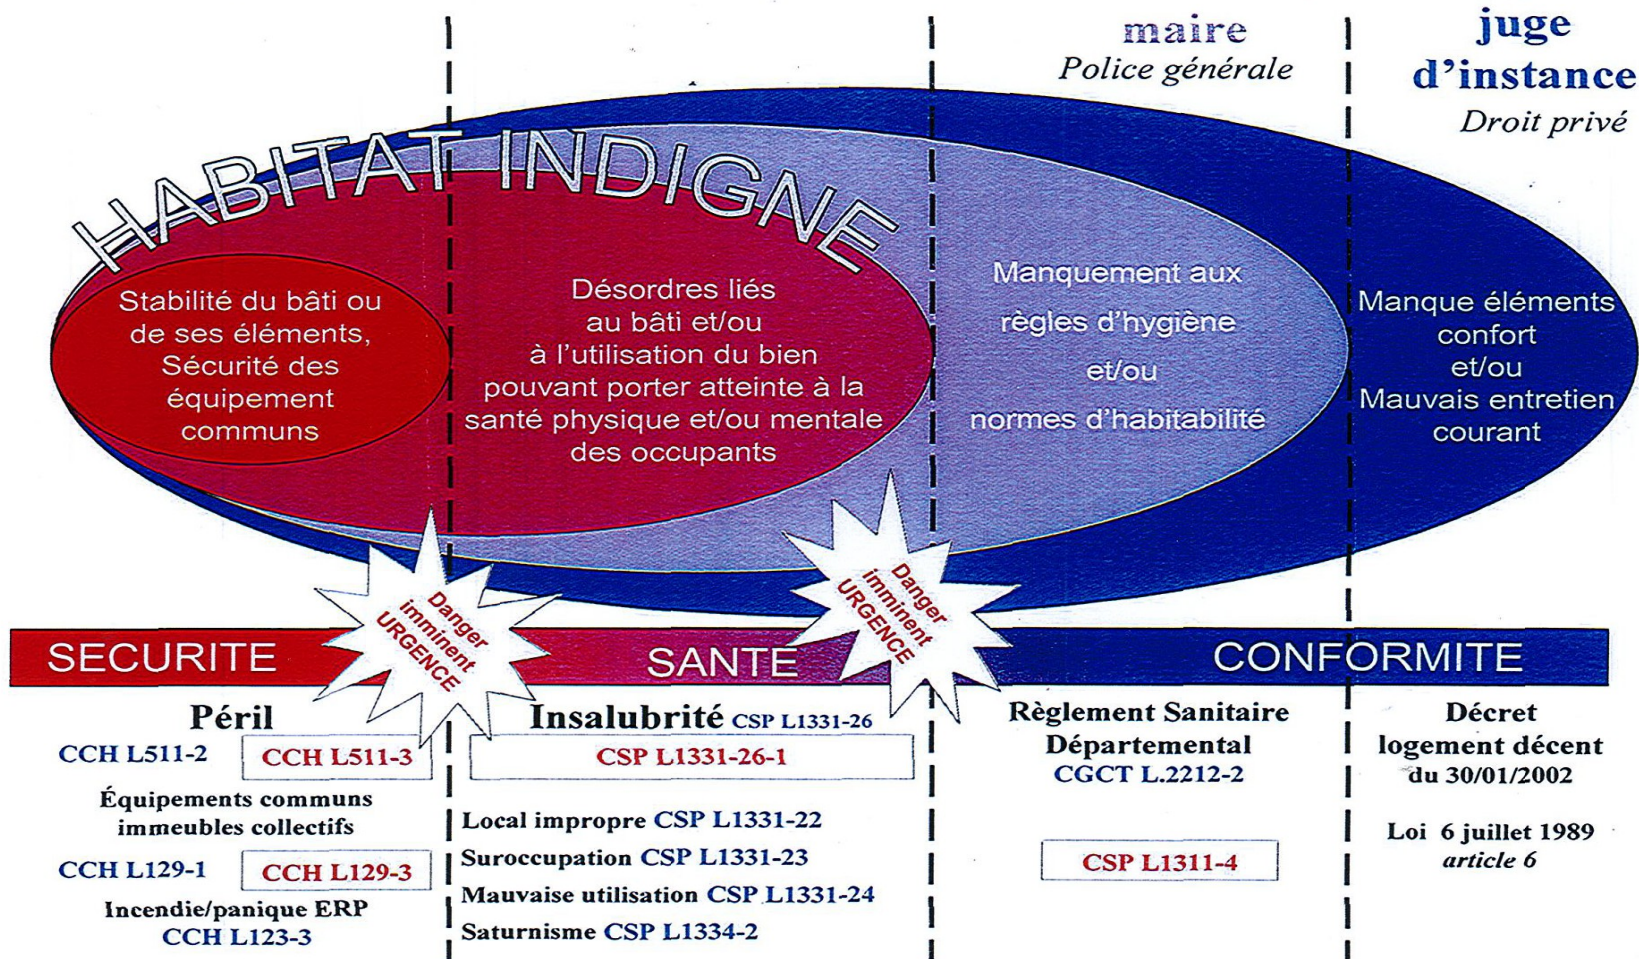 maire
Police générale
juge
d'instance
Droit privé
HABITAT INDIGNE
Stabilité du bâti ou
de ses éléments,
Sécurité des
équipement
communs
Désordres liés
au bâti et/ou
à l'utilisation du bien
pouvant porter atteinte à la
santé physique et/ou mentale
des occupants
Manquement aux
règles d'hygiène
et/ou
normes d'habitabilité
Manque éléments
confort
et/ou
Mauvais entretien
courant
Danger
imminent
URGENCE
Danger
imminent
URGENCE
SECURITE
SANTE
CONFORMITE
Péril
CCH L511-2 CCH L511-3
Équipements communs
immeubles collectifs
CCH L129-1 CCH L129-3
Incendie/panique ERP
CCH L123-3
Insalubrité CSP L1331-26
CSP L1331-26-1
Local impropre CSP L1331-22
Suroccupation CSP L1331-23
Mauvaise utilisation CSP L1331-24
Saturnisme CSP L1334-2
Règlement Sanitaire
Départemental
CGCT L.2212-2
CSP L1311-4
Décret
logement décent
du 30/01/2002
Loi 6 juillet 1989
article 6